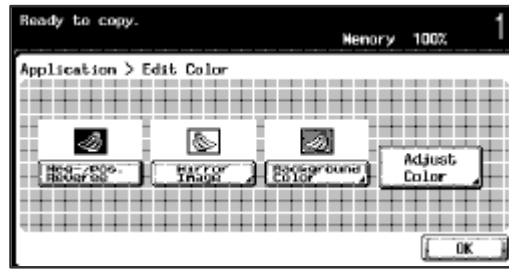 Ready to copy.
1
Memory 100%
Application > Edit Color
Neg-/Pos.
Reverse
Mirror
Image
Background
Color
Adjust
Color
OK